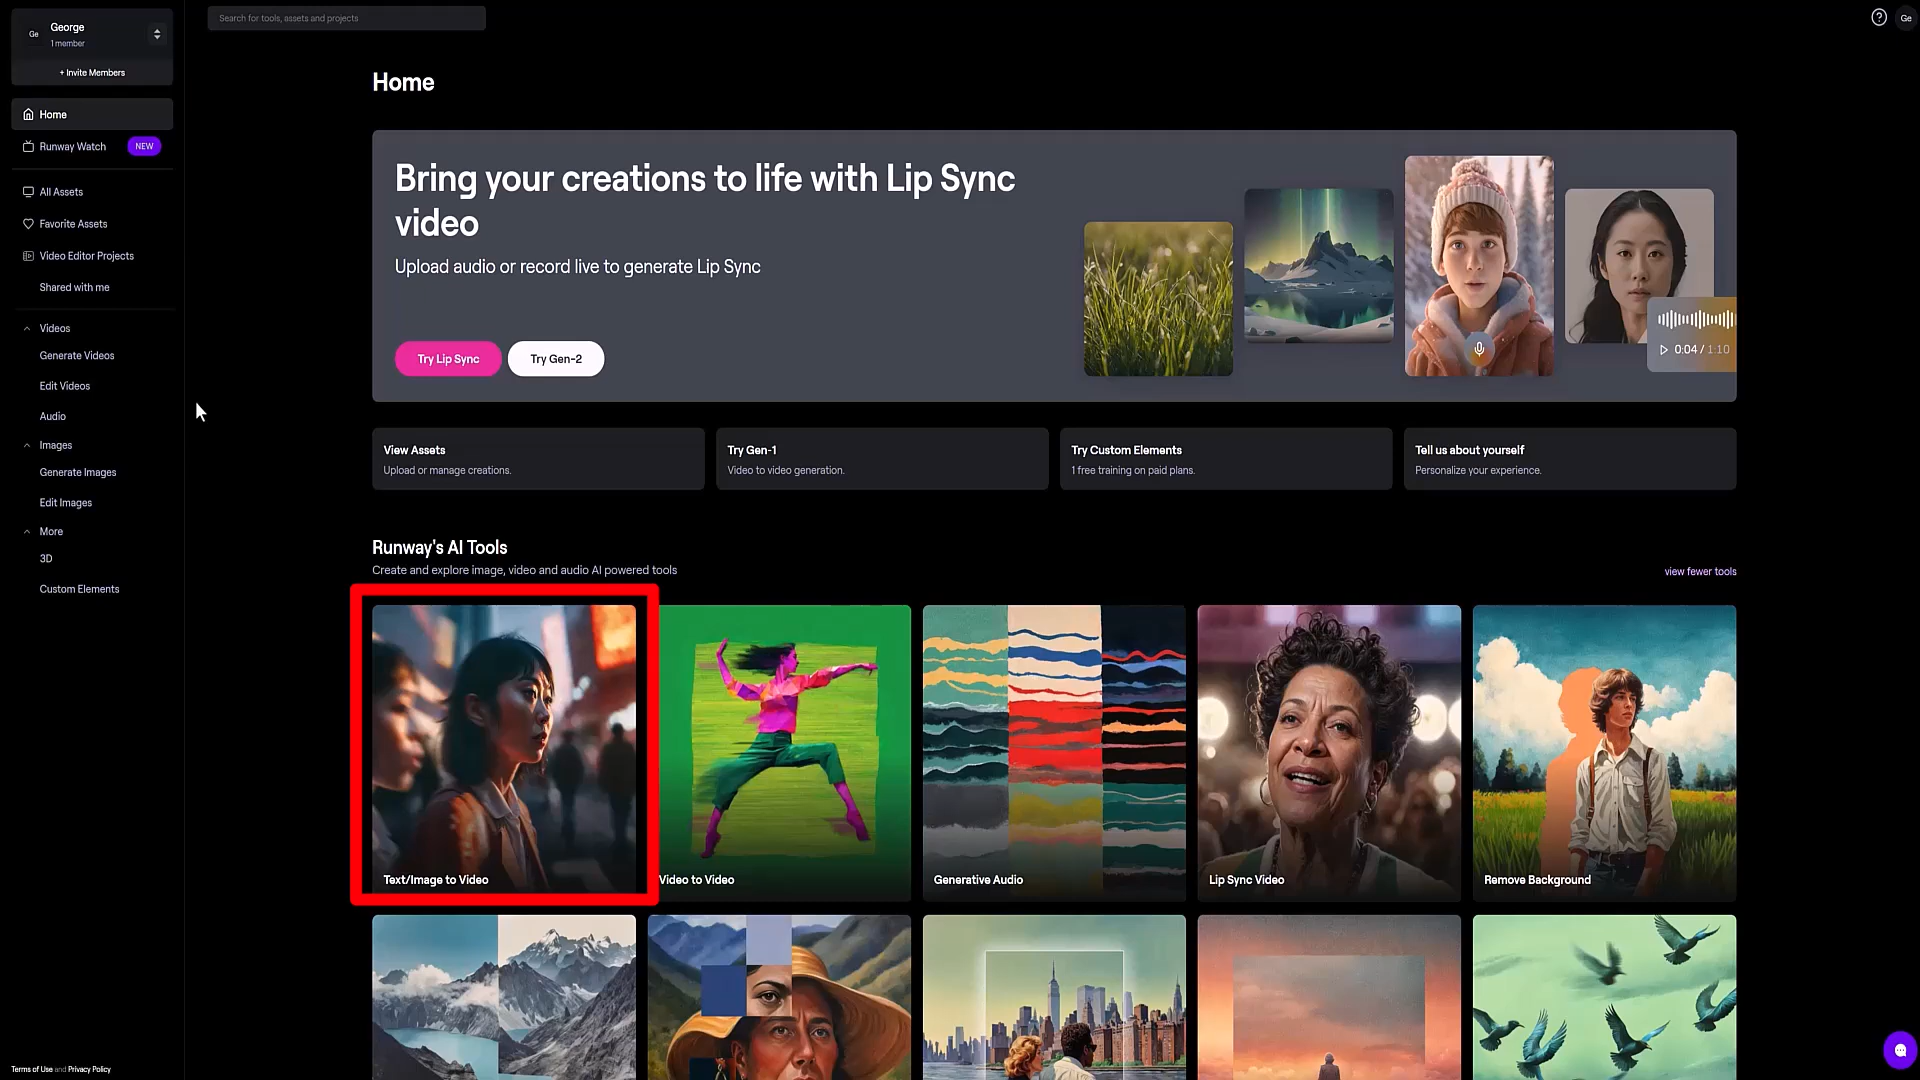 Ge
George
1 member
+ Invite Members
Search for tools, assets and projects
Ge
Home
Runway Watch
NEW
All Assets
Favorite Assets
Video Editor Projects
Shared with me
Videos
Generate Videos
Edit Videos
Audio
Images
Generate Images
Edit Images
More
3D
Custom Elements
Terms of Use and Privacy Policy
Home
Bring your creations to life with Lip Sync
video
Upload audio or record live to generate Lip Sync
Try Lip Sync
Try Gen-2
0:04 / 1:10
View Assets
Upload or manage creations.
Try Gen-1
Video to video generation.
Try Custom Elements
1 free training on paid plans.
Tell us about yourself
Personalize your experience.
Runway's AI Tools
Create and explore image, video and audio AI powered tools
view fewer tools
Text/Image to Video
Video to Video
Generative Audio
Lip Sync Video
Remove Background